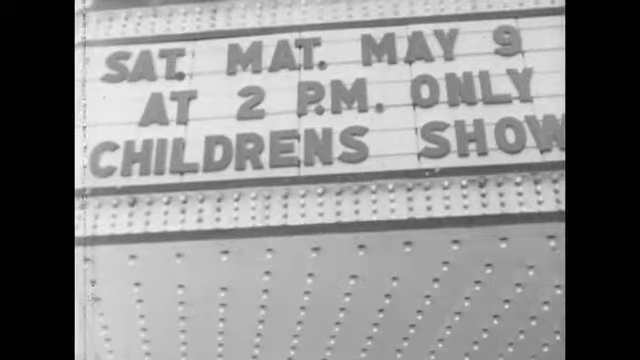 SAT. MAT. MAY 9
AT 2 P.M. ONLY
CHILDRENS SHOW